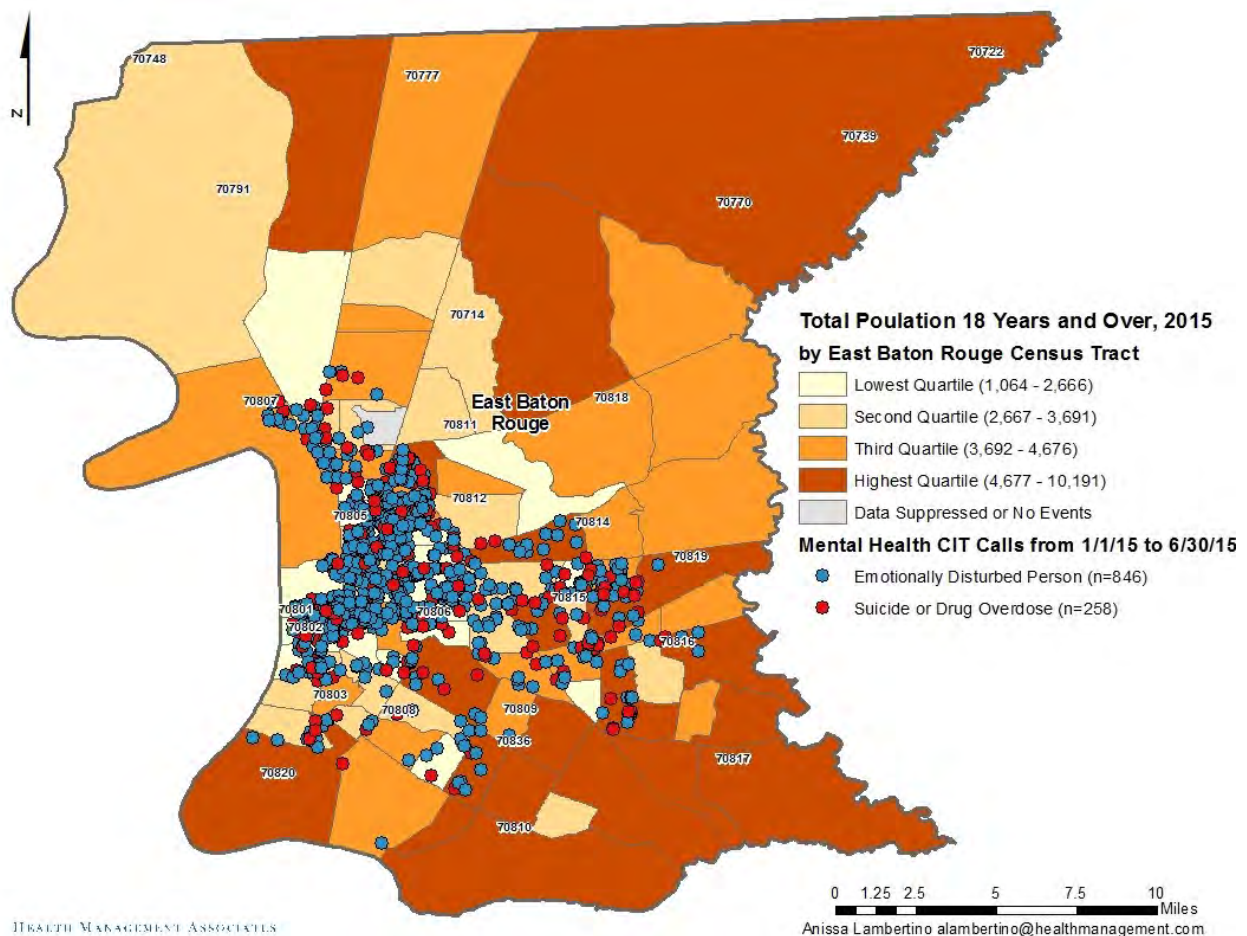 N
70748
70777
70722
70739
70791
70770
70714
70807
East Baton
Rouge
70818
70811
70812
70805
70814
70819
70815
70801
70806
70802
70816
70803
70808
70809
70836
70817
70820
70810
Total Poulation 18 Years and Over, 2015
by East Baton Rouge Census Tract
Lowest Quartile (1,064 - 2,666)
Second Quartile (2,667 - 3,691)
Third Quartile (3,692 - 4,676)
Highest Quartile (4,677 - 10,191)
Data Suppressed or No Events
Mental Health CIT Calls from 1/1/15 to 6/30/15
Emotionally Disturbed Person (n=846)
Suicide or Drug Overdose (n=258)
0 1.25 2.5 5 7.5 10
Miles
HEALTH MANAGEMENT ASSOCIATES
Anissa Lambertino alambertino@healthmanagement.com